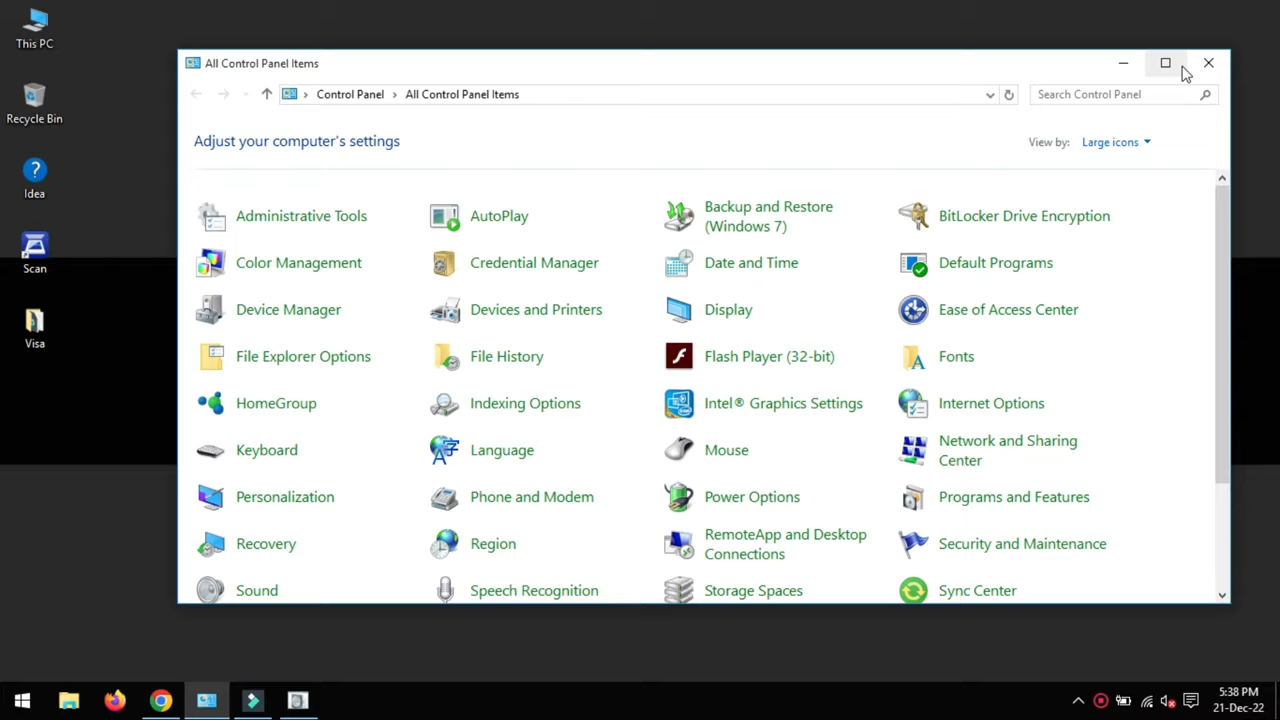 This PC
Recycle Bin
Idea
Scan
Visa
All Control Panel Items
Control Panel
All Control Panel Items
Search Control Panel
Adjust your computer's settings
View by: Large icons
Administrative Tools
AutoPlay
Backup and Restore
(Windows 7)
BitLocker Drive Encryption
Color Management
Credential Manager
Date and Time
Default Programs
Device Manager
Devices and Printers
Display
Ease of Access Center
File Explorer Options
File History
Flash Player (32-bit)
Fonts
HomeGroup
Indexing Options
Intel® Graphics Settings
Internet Options
Keyboard
Language
Mouse
Network and Sharing
Center
Personalization
Phone and Modem
Power Options
Programs and Features
Recovery
Region
RemoteApp and Desktop
Connections
Security and Maintenance
Sound
Speech Recognition
Storage Spaces
Sync Center
5:38 PM
21-Dec-22